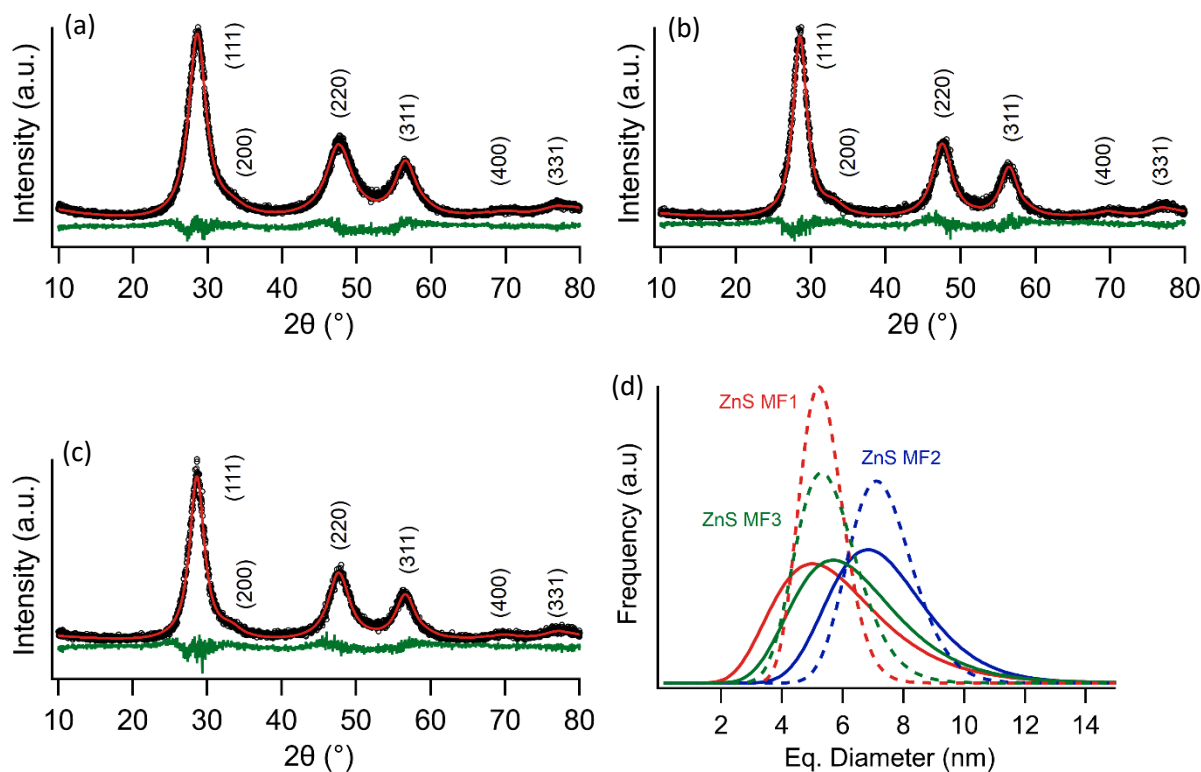 (a)
Intensity (a.u.)
(111)
(200)
(220)
(311)
(400)
(331)
10 20 30 40 50 60 70 80
2θ (°)
(b)
Intensity (a.u.)
(111)
(200)
(220)
(311)
(400)
(331)
10 20 30 40 50 60 70 80
2θ (°)
(c)
Intensity (a.u.)
(111)
(200)
(220)
(311)
(400)
(331)
10 20 30 40 50 60 70 80
2θ (°)
(d)
Frequency (a.u)
ZnS MF1
ZnS MF2
ZnS MF3
2 4 6 8 10 12 14
Eq. Diameter (nm)